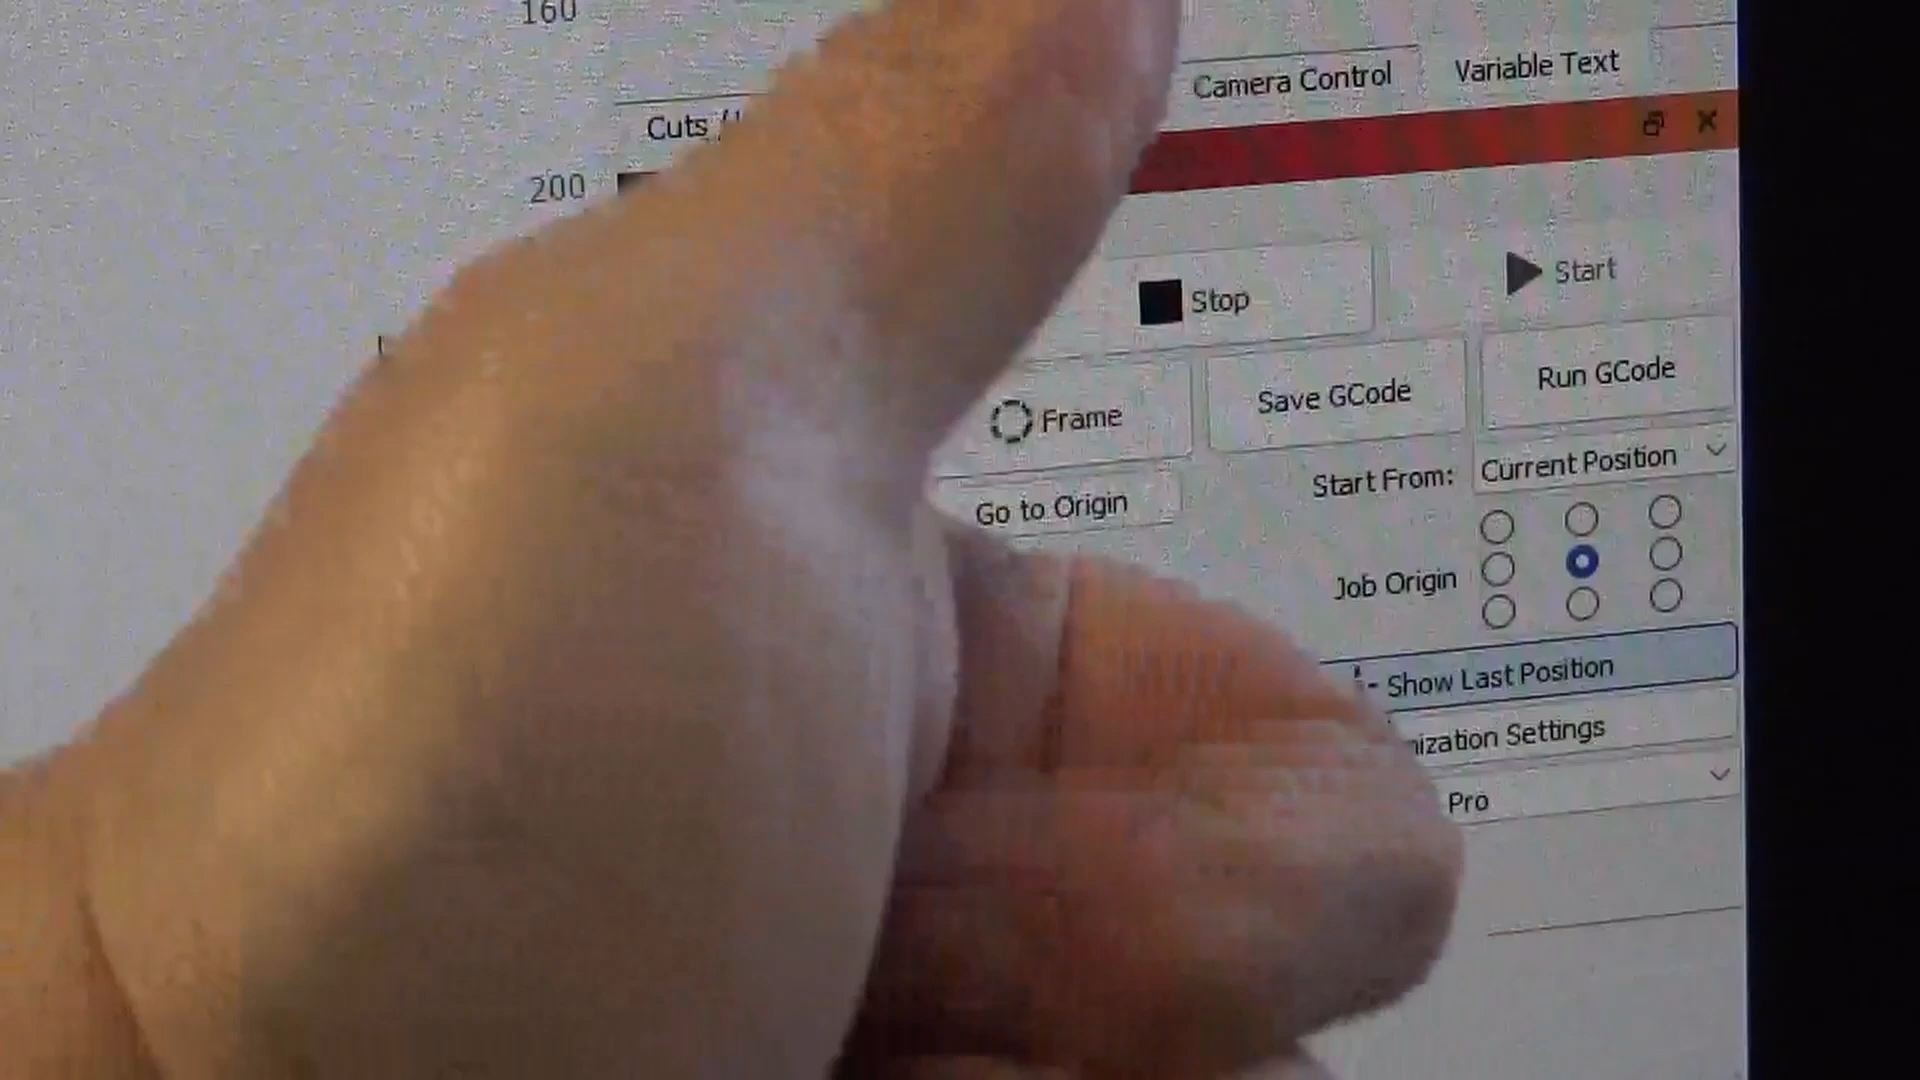 160
Camera Control
Variable Text
Cuts /
200
Stop
Start
Frame
Save GCode
Run GCode
Start From:
Current Position
Go to Origin
Job Origin
- Show Last Position
nization Settings
Pro